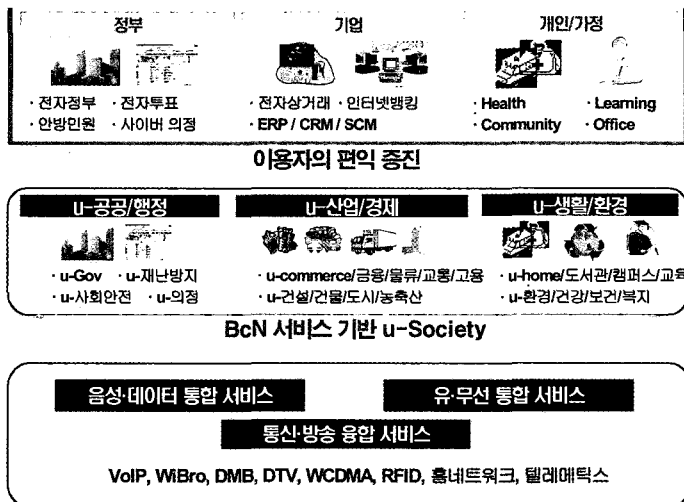 정부 기업 개인/가정
· 전자정부 · 전자투표 · 전자상거래 · 인터넷뱅킹 · Health · Learning
· 안방민원 · 사이버 의정 · ERP / CRM / SCM · Community · Office
이용자의 편익 증진
u-공공/행정 u-산업/경제 u-생활/환경
· u-Gov · u-재난방지 · u-commerce/금융/물류/교통/고용 · u-home/도서관/캠퍼스/교육
· u-사회안전 · u-의정 · u-건설/건물/도시/농축산 · u-환경/건강/보건/복지
BcN 서비스 기반 u-Society
음성·데이터 통합 서비스 유·무선 통합 서비스
통신·방송 융합 서비스
VoIP, WiBro, DMB, DTV, WCDMA, RFID, 홈네트워크, 텔레매틱스